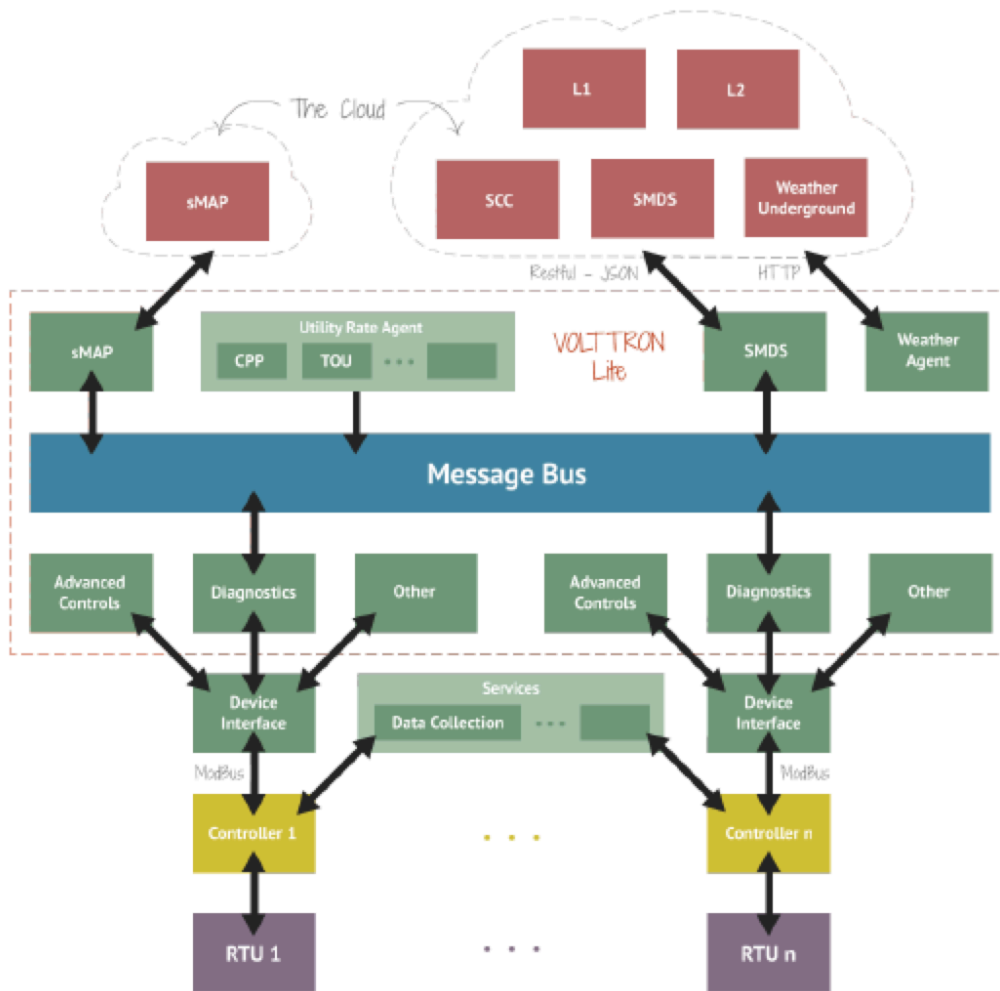 L1
L2
The Cloud
sMAP
SCC
SMDS
Weather
Underground
Restful - JSON
HTTP
sMAP
Utility Rate Agent
CPP
TOU
VOLTTRON
Lite
SMDS
Weather
Agent
Message Bus
Advanced
Controls
Diagnostics
Other
Advanced
Controls
Diagnostics
Other
Device
Interface
Services
Data Collection
Device
Interface
ModBus
ModBus
Controller 1
Controller n
RTU 1
RTU n